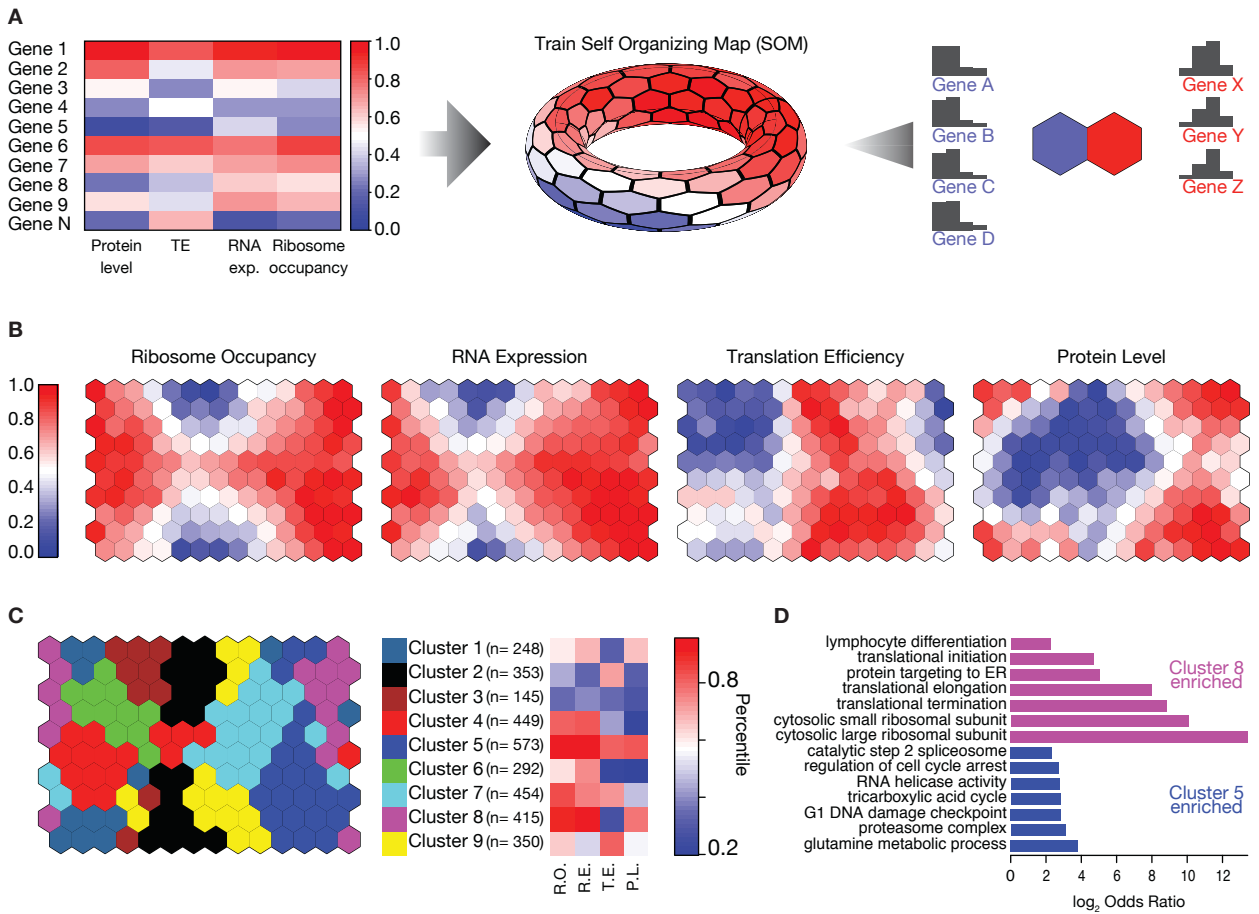 A
Gene 1
Gene 2
Gene 3
Gene 4
Gene 5
Gene 6
Gene 7
Gene 8
Gene 9
Gene N
Protein level
TE
RNA exp.
Ribosome occupancy
1.0
0.8
0.6
0.4
0.2
0.0
Train Self Organizing Map (SOM)
Gene A
Gene B
Gene C
Gene D
Gene X
Gene Y
Gene Z
B
Ribosome Occupancy
RNA Expression
Translation Efficiency
Protein Level
1.0
0.8
0.6
0.4
0.2
0.0
C
Cluster 1 (n= 248)
Cluster 2 (n= 353)
Cluster 3 (n= 145)
Cluster 4 (n= 449)
Cluster 5 (n= 573)
Cluster 6 (n= 292)
Cluster 7 (n= 454)
Cluster 8 (n= 415)
Cluster 9 (n= 350)
R.O.
R.E.
T.E.
P.L.
0.8
0.2
Percentile
D
lymphocyte differentiation
translational initiation
protein targeting to ER
translational elongation
translational termination
cytosolic small ribosomal subunit
cytosolic large ribosomal subunit
catalytic step 2 spliceosome
regulation of cell cycle arrest
RNA helicase activity
tricarboxylic acid cycle
G1 DNA damage checkpoint
proteasome complex
glutamine metabolic process
Cluster 8
enriched
Cluster 5
enriched
0 2 4 6 8 10 12
log2 Odds Ratio